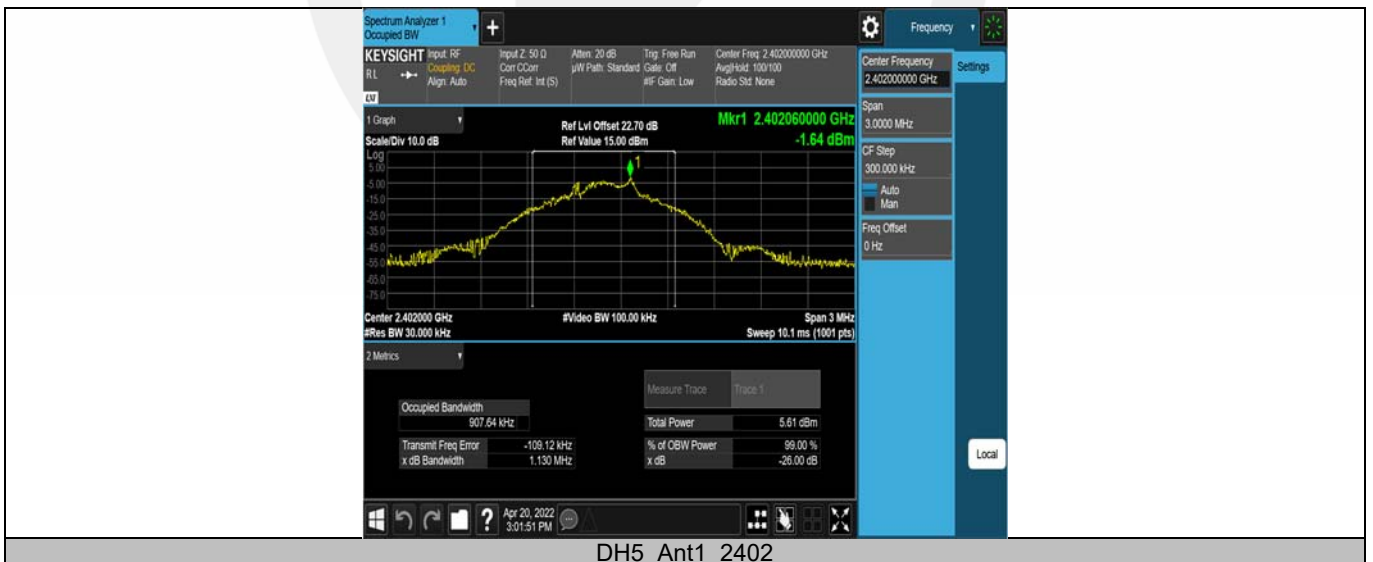 Spectrum Analyzer 1
Occupied BW
+
Frequency
KEYSIGHT Input: RF Input Z: 50 Ω Atten: 20 dB Trig: Free Run Center Freq: 2.402000000 GHz
RL Coupling: DC Corr CCorr µW Path: Standard Gate: Off Avg|Hold: 100/100
Align: Auto Freq Ref: Int (S) #IF Gain: Low Radio Std: None
LXI
Center Frequency
2.402000000 GHz
Settings
Span
3.0000 MHz
CF Step
300.000 kHz
Auto
Man
Freq Offset
0 Hz
1 Graph
Ref Lvl Offset 22.70 dB Mkr1 2.402060000 GHz
Scale/Div 10.0 dB Ref Value 15.00 dBm -1.64 dBm
Log
5.00
-5.00
-15.0
-25.0
-35.0
-45.0
-55.0
-65.0
-75.0
1
Center 2.402000 GHz #Video BW 100.00 kHz Span 3 MHz
#Res BW 30.000 kHz Sweep 10.1 ms (1001 pts)
2 Metrics
Measure Trace Trace 1
Occupied Bandwidth
907.64 kHz Total Power 5.61 dBm
Transmit Freq Error -109.12 kHz % of OBW Power 99.00 %
x dB Bandwidth 1.130 MHz x dB -26.00 dB
Local
? Apr 20, 2022
3:01:51 PM
DH5_Ant1_2402